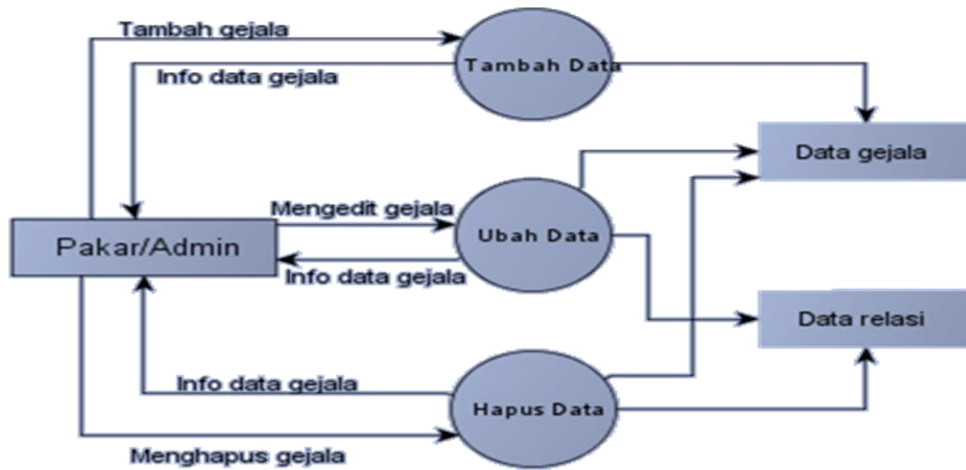 Tambah gejala
Info data gejala
Tambah Data
Data gejala
Mengedit gejala
Ubah Data
Pakar/Admin
Info data gejala
Data relasi
Info data gejala
Hapus Data
Menghapus gejala